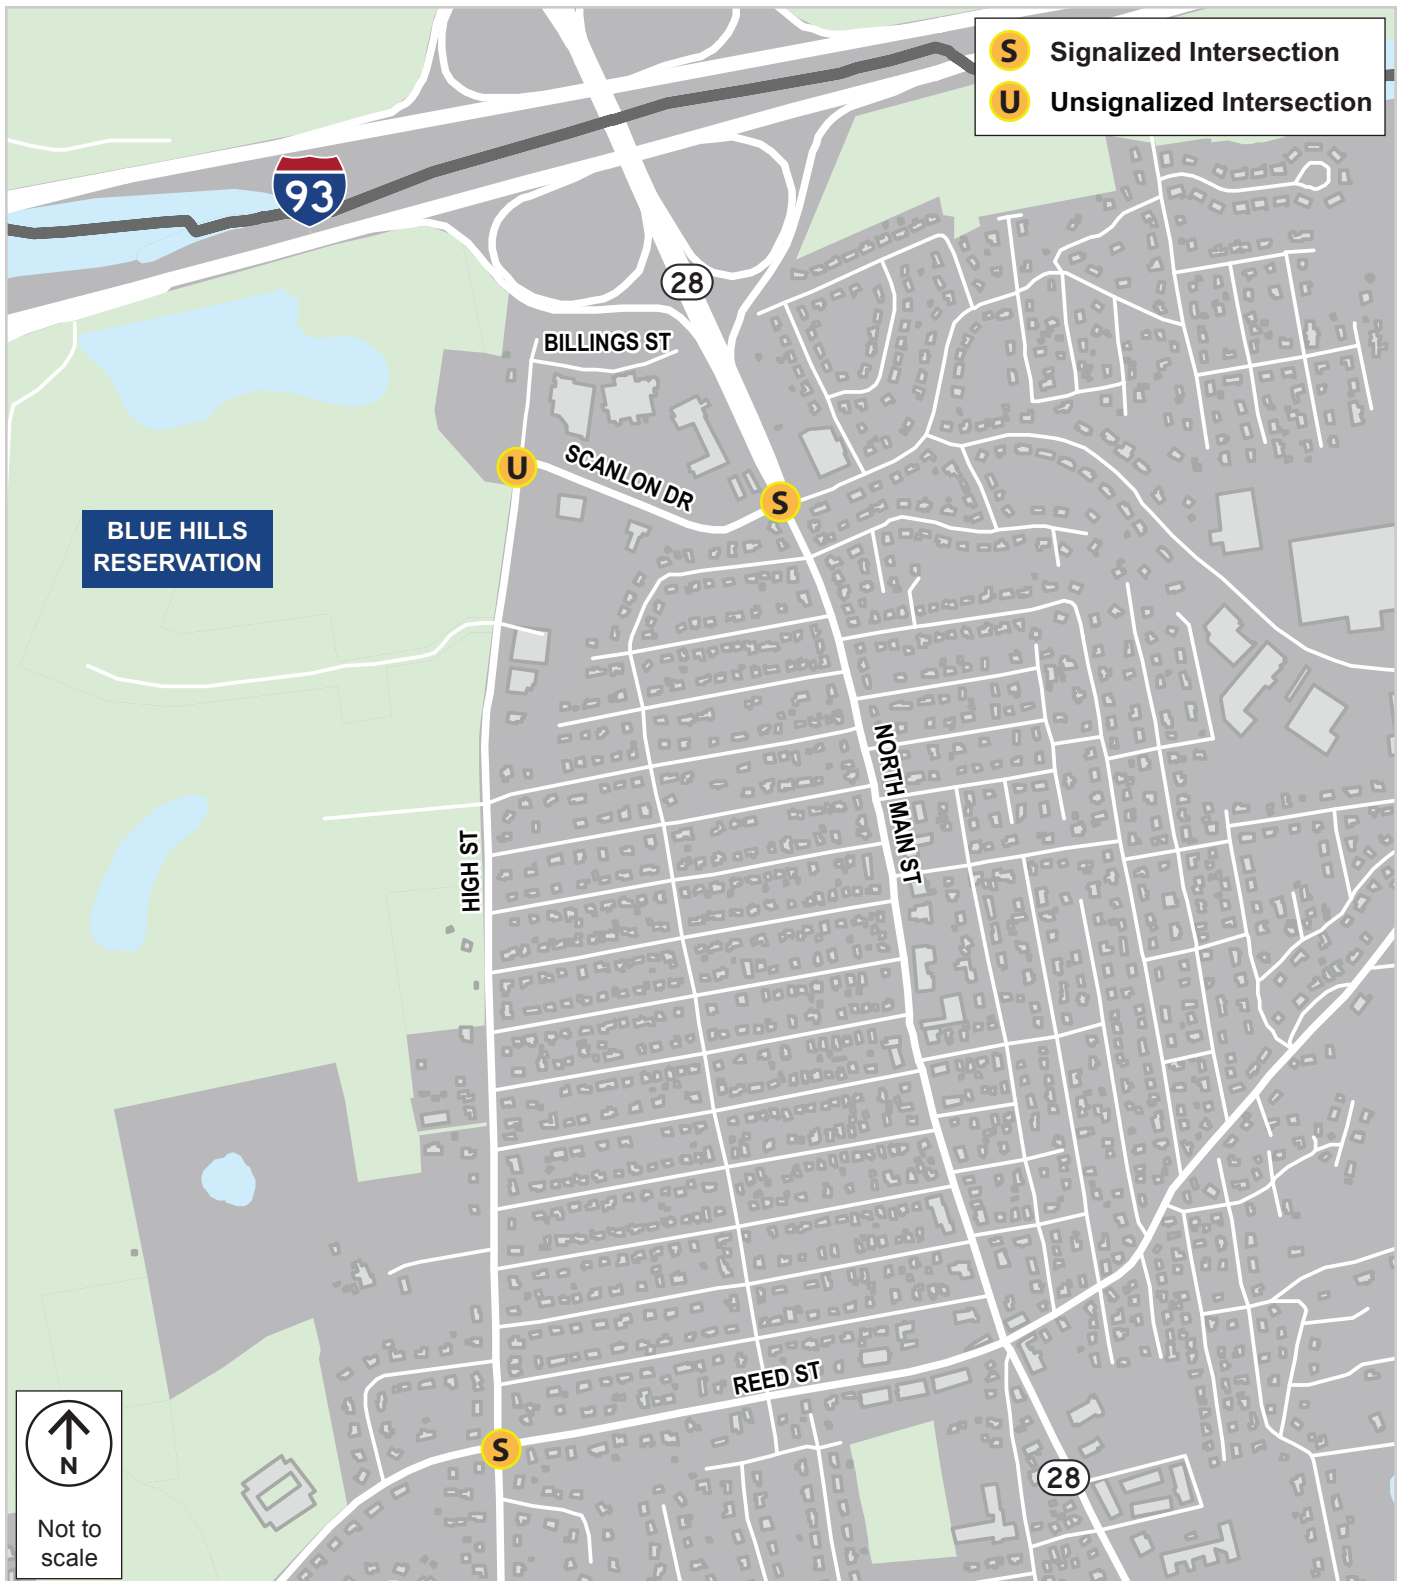 S Signalized Intersection
U Unsignalized Intersection
93
28
BILLINGS ST
U
SCANLON DR
S
BLUE HILLS
RESERVATION
NORTH MAIN ST
HIGH ST
REED ST
S
28
N
Not to
scale